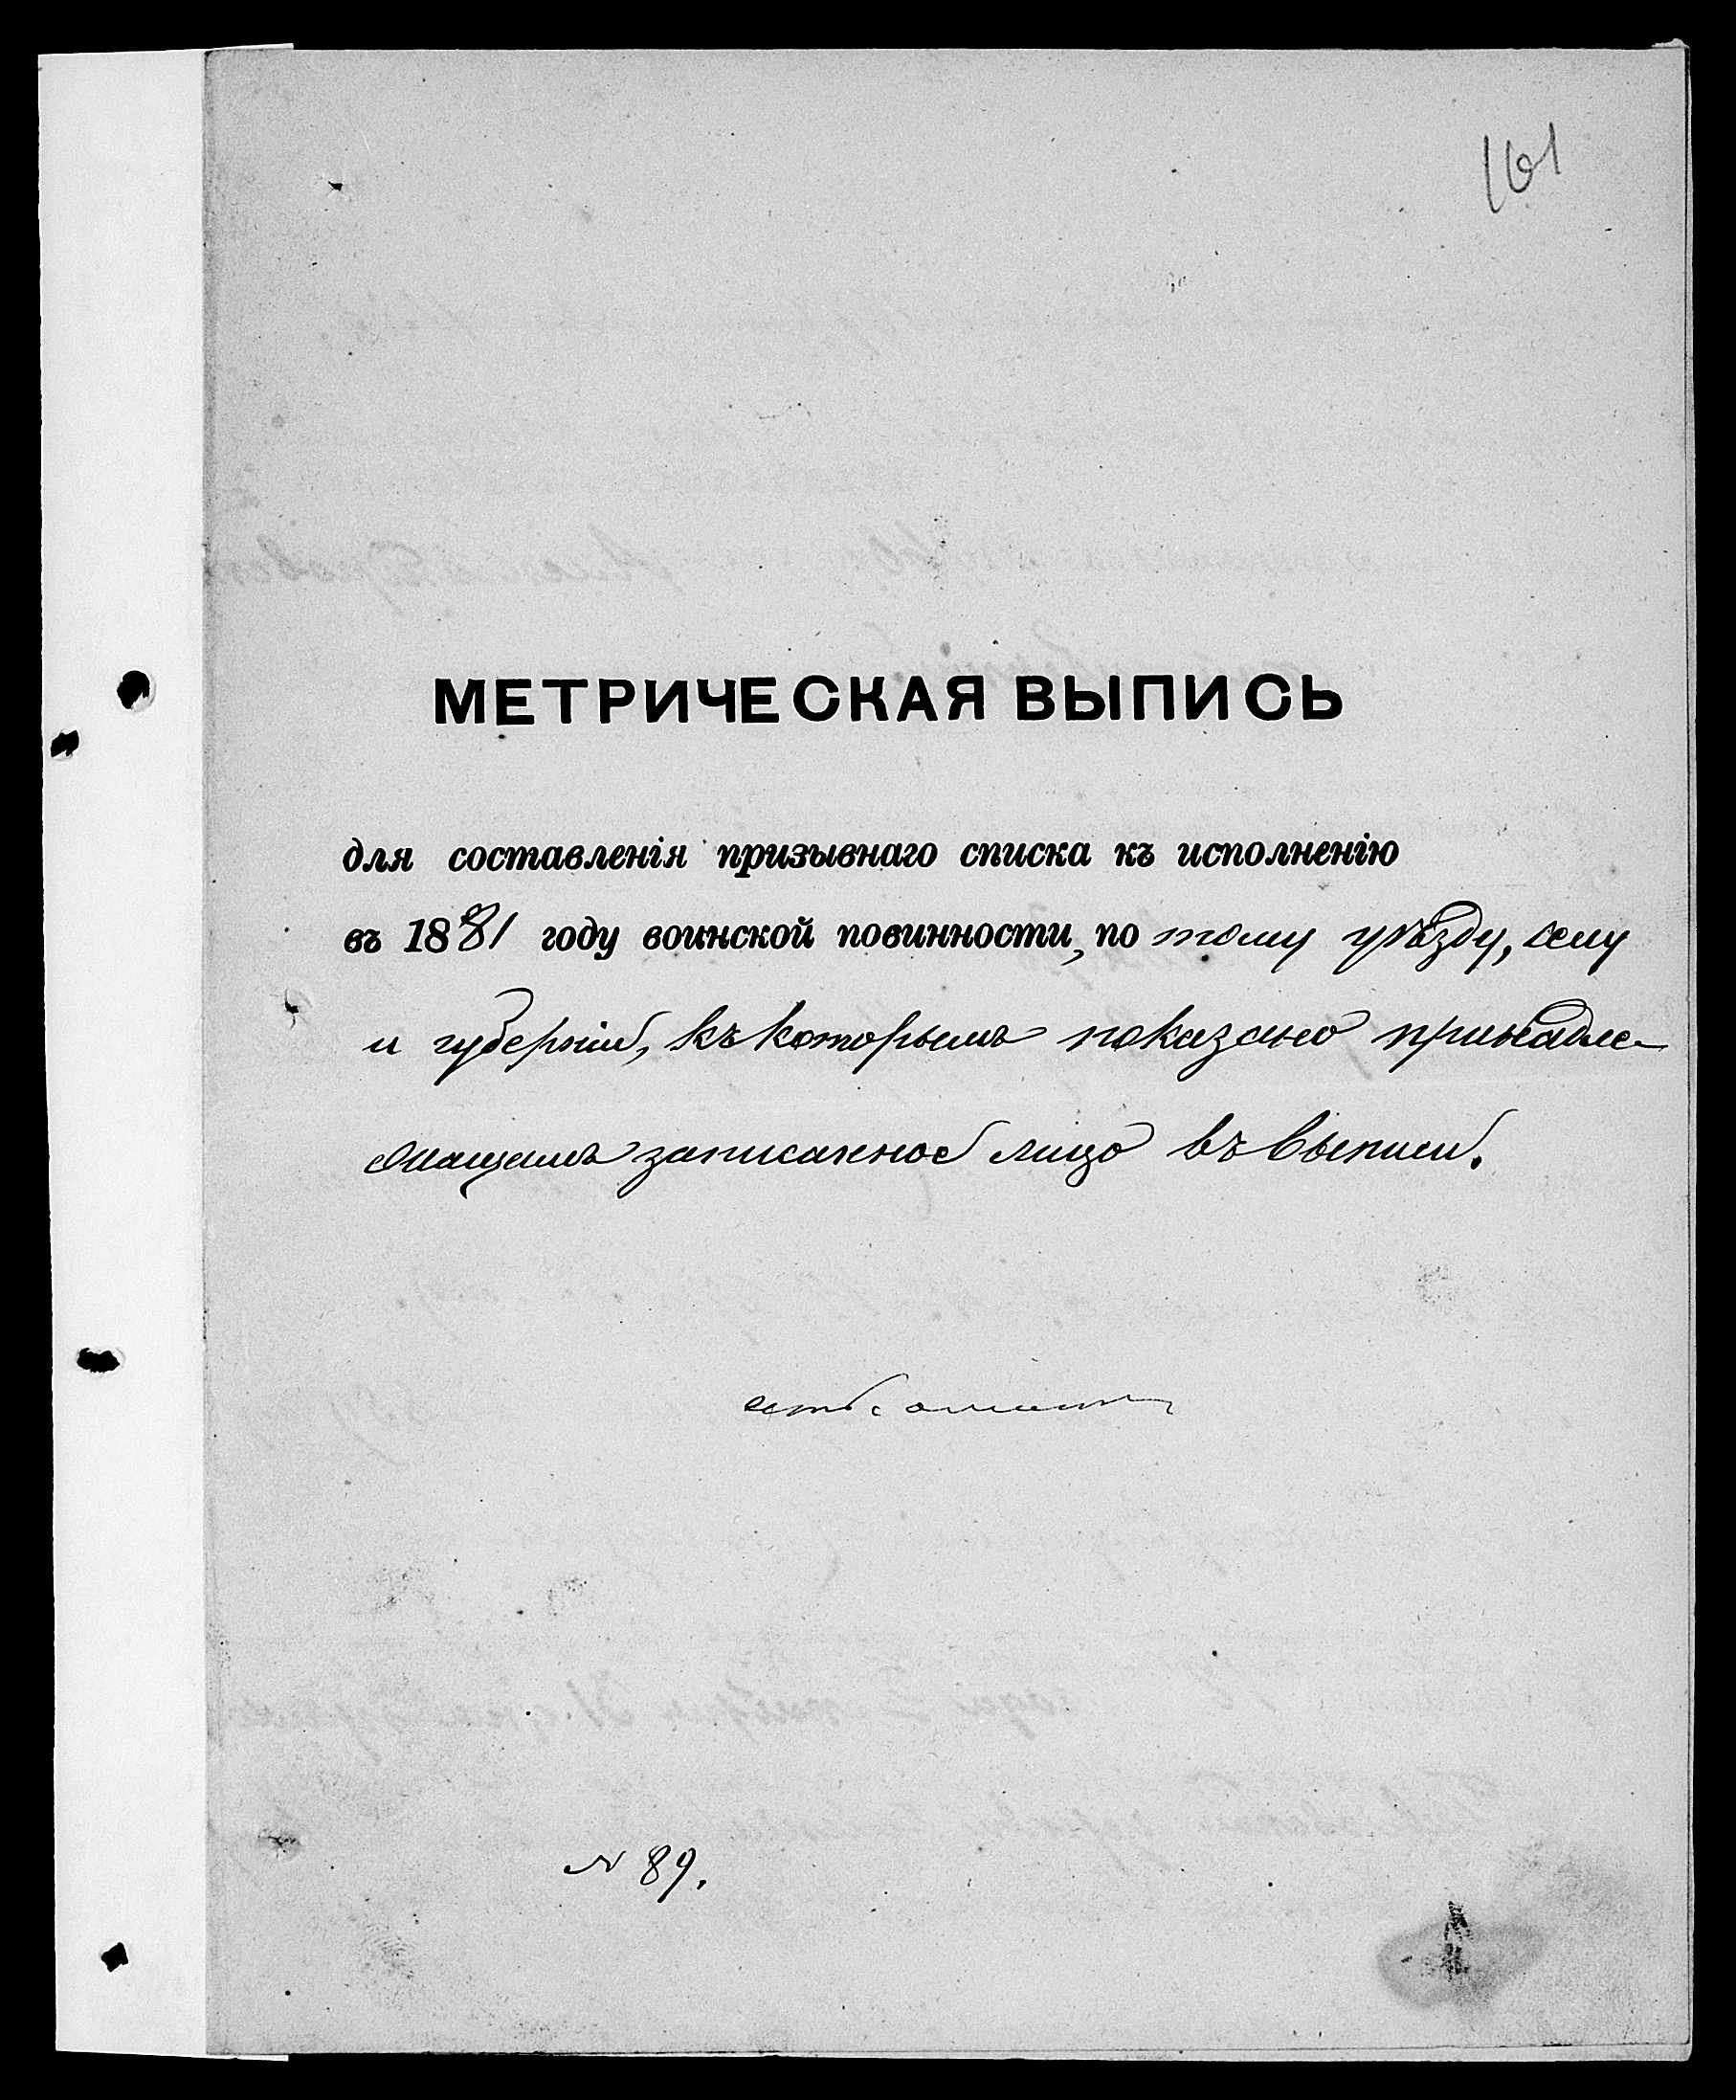 161
МЕТРИЧЕСКАЯ ВЫПИСЬ
для составленія призывнаго списка къ исполненію
въ 1881 году воинской повинности, по тому уѣзду, селу
и губерніи, къ которымъ показано принадле-
жащимъ записанное лицо въ выписи.
№ 89.